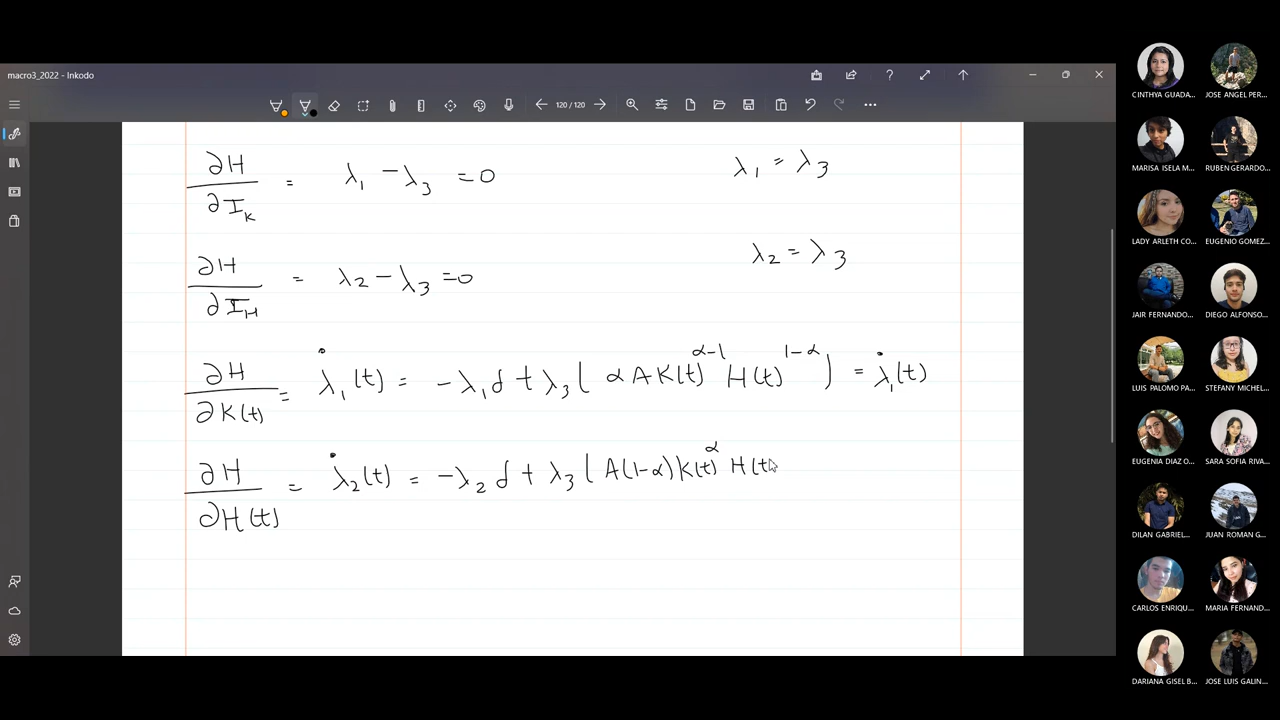 macro3_2022 - Inkodo
120 / 120
∂H/∂I_K = λ₁ - λ₃ = 0
λ₁ = λ₃
∂H/∂I_H = λ₂ - λ₃ = 0
λ₂ = λ₃
∂H/∂K(t) = λ̇₁(t) = -λ₁δ + λ₃(αAK(t)^(α-1) H(t)^(1-α)) = λ̇₁(t)
∂H/∂H(t) = λ̇₂(t) = -λ₂δ + λ₃(A(1-α)K(t)^α H(t
CINTHYA GUADA...
JOSE ANGEL PER...
MARISA ISELA M...
RUBEN GERARDO...
LADY ARLETH CO...
EUGENIO GOMEZ...
JAIR FERNANDO...
DIEGO ALFONSO...
LUIS PALOMO PA...
STEFANY MICHEL...
EUGENIA DIAZ O...
SARA SOFIA RIVA...
DILAN GABRIEL...
JUAN ROMAN G...
CARLOS ENRIQU...
MARIA FERNAND...
DARIANA GISEL B...
JOSE LUIS GALIN...